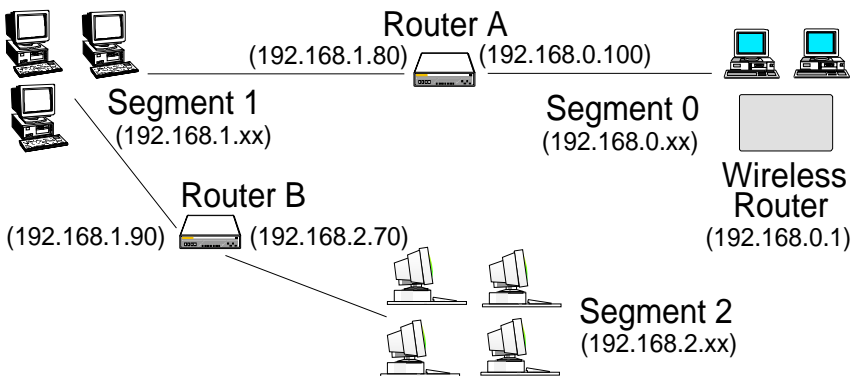 Router A
(192.168.1.80)
(192.168.0.100)
Segment 1
(192.168.1.xx)
Segment 0
(192.168.0.xx)
Wireless
Router
(192.168.0.1)
Router B
(192.168.1.90)
(192.168.2.70)
Segment 2
(192.168.2.xx)